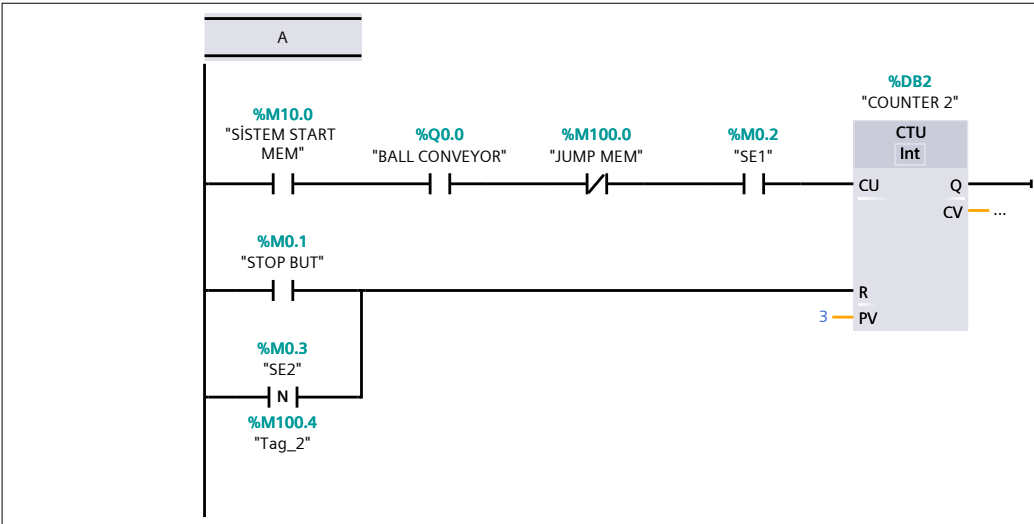 A
%DB2
"COUNTER 2"
%M10.0
"SİSTEM START
MEM"
%Q0.0
"BALL CONVEYOR"
%M100.0
"JUMP MEM"
%M0.2
"SE1"
CTU
Int
CU
Q
CV
...
%M0.1
"STOP BUT"
R
3
PV
%M0.3
"SE2"
N
%M100.4
"Tag_2"